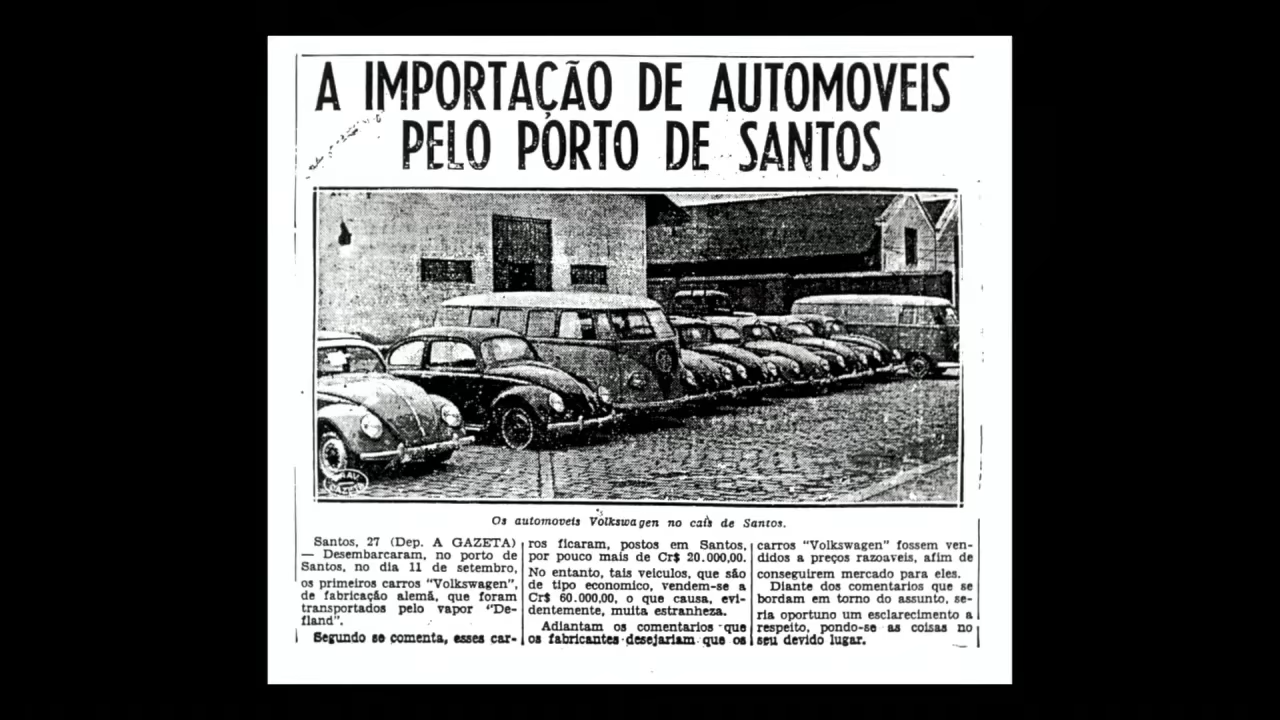 A IMPORTAÇÃO DE AUTOMOVEIS
PELO PORTO DE SANTOS
Os automoveis Volkswagen no cais de Santos.
Santos, 27 (Dep. A GAZETA)
— Desembarcaram, no porto de
Santos, no dia 11 de setembro,
os primeiros carros "Volkswagen",
de fabricação alemã, que foram
transportados pelo vapor "De-
fland".
Segundo se comenta, esses car-
ros ficaram, postos em Santos,
por pouco mais de Cr$ 20.000,00.
No entanto, tais veiculos, que são
de tipo economico, vendem-se a
Cr$ 60.000,00, o que causa, evi-
dentemente, muita estranheza.
Adiantam os comentarios que
os fabricantes desejariam que os
carros "Volkswagen" fossem ven-
didos a preços razoaveis, afim de
conseguirem mercado para eles.
Diante dos comentarios que se
bordam em torno do assunto, se-
ria oportuno um esclarecimento a
respeito, pondo-se as coisas no
seu devido lugar.